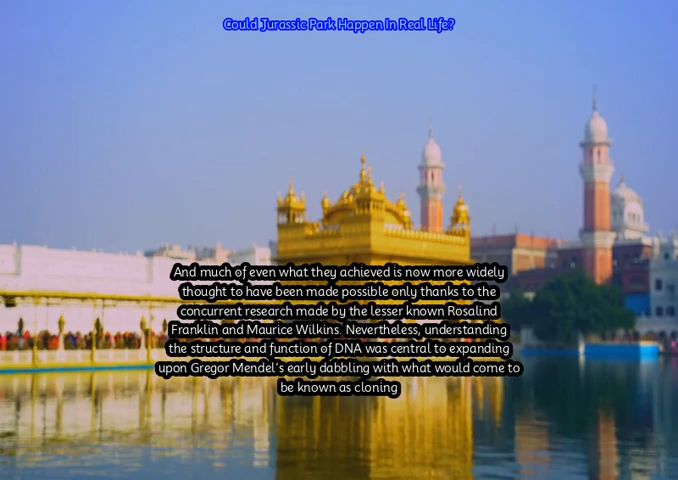 Could Jurassic Park Happen In Real Life?
And much of even what they achieved is now more widely
thought to have been made possible only thanks to the
concurrent research made by the lesser known Rosalind
Franklin and Maurice Wilkins. Nevertheless, understanding
the structure and function of DNA was central to expanding
upon Gregor Mendel's early dabbling with what would come to
be known as cloning